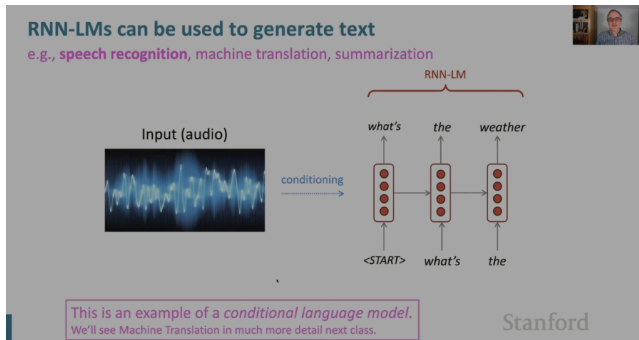 RNN-LMs can be used to generate text
e.g., speech recognition, machine translation, summarization
RNN-LM
what's the weather
Input (audio)
conditioning
<START> what's the
This is an example of a conditional language model.
We'll see Machine Translation in much more detail next class.
Stanford